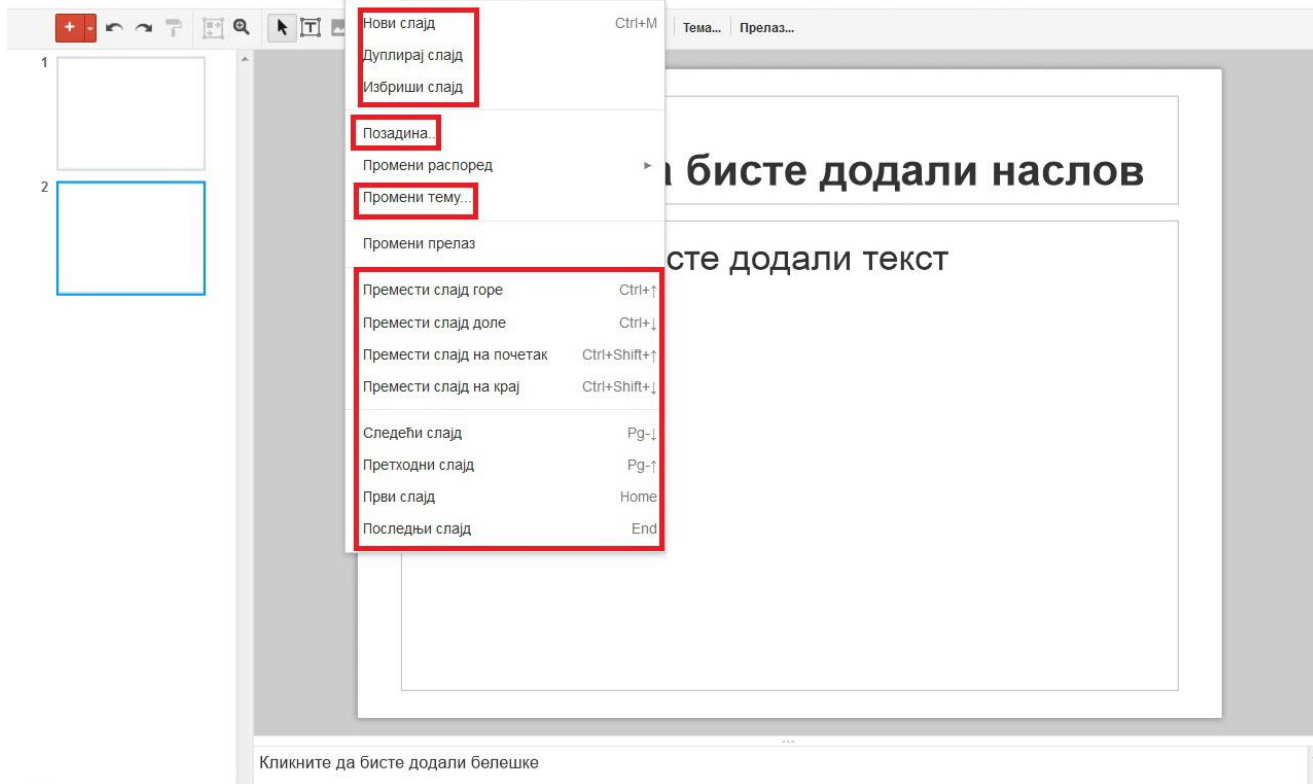 Тема... Прелаз...
Нови слајд Ctrl+M
Дуплирај слајд
Избриши слајд
Позадина...
Промени распоред
Промени тему...
Промени прелаз
Премести слајд горе Ctrl+↑
Премести слајд доле Ctrl+↓
Премести слајд на почетак Ctrl+Shift+↑
Премести слајд на крај Ctrl+Shift+↓
Следећи слајд Pg-↓
Претходни слајд Pg-↑
Први слајд Home
Последњи слајд End
1
2
бисте додали наслов
сте додали текст
Кликните да бисте додали белешке